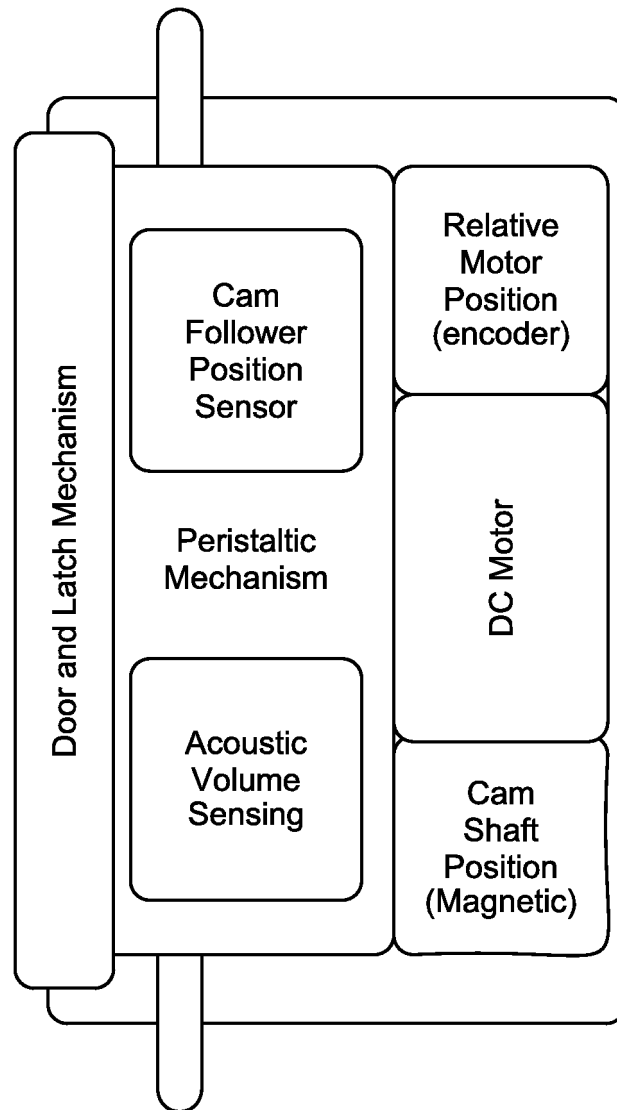 Door and Latch Mechanism
Cam
Follower
Position
Sensor
Peristaltic
Mechanism
Acoustic
Volume
Sensing
Relative
Motor
Position
(encoder)
DC Motor
Cam
Shaft
Position
(Magnetic)